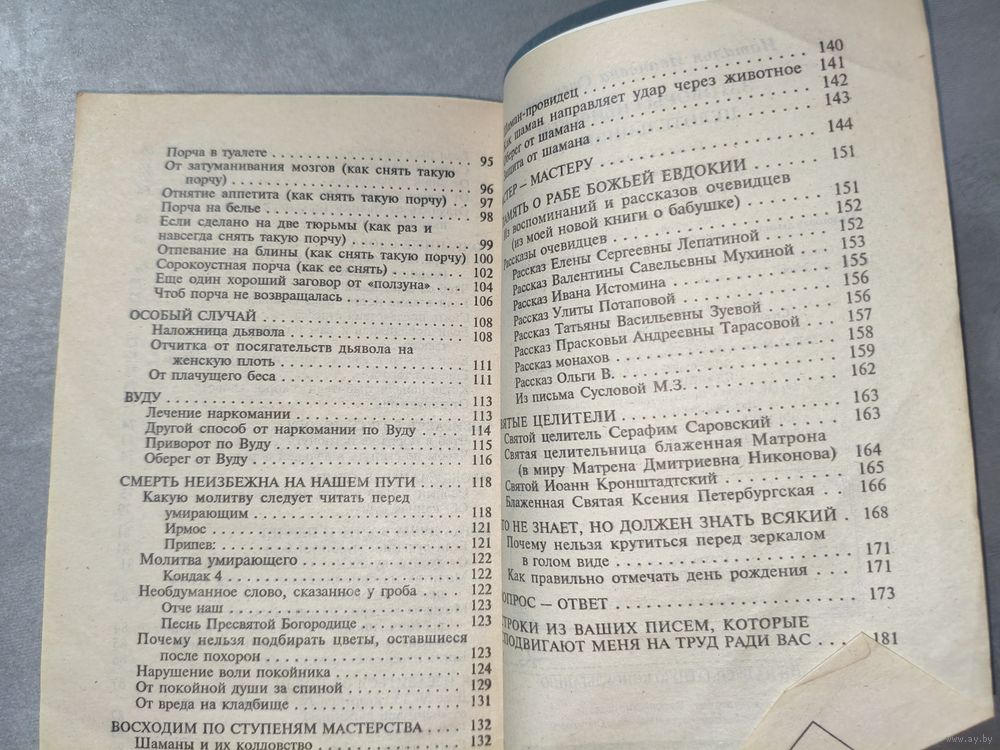 Порча в туалете . . . . . . . . . . . . . . . . . . . . 95
От затуманивания мозгов (как снять такую
порчу) . . . . . . . . . . . . . . . . . . . . 96
Отнятие аппетита (как снять такую порчу) . . 97
Порча на белье . . . . . . . . . . . . . . . . . . . . 98
Если сделано на две тюрьмы (как раз и
навсегда снять такую порчу) . . . . . . . . . . 99
Отпевание на блины (как снять такую порчу) 100
Сорокоустная порча (как ее снять) . . . . . . . 102
Еще один хороший заговор от «ползуна» . . . 104
Чтоб порча не возвращалась . . . . . . . . . . 106
ОСОБЫЙ СЛУЧАЙ . . . . . . . . . . . . . . . . 108
Наложница дьявола . . . . . . . . . . . . . . . . 108
Отчитка от посягательств дьявола на
женскую плоть . . . . . . . . . . . . . . . . 111
От плачущего беса . . . . . . . . . . . . . . . . 111
ВУДУ . . . . . . . . . . . . . . . . . . . . . . . . 113
Лечение наркомании . . . . . . . . . . . . . . . 113
Другой способ от наркомании по Вуду . . . . 114
Приворот по Вуду . . . . . . . . . . . . . . . . 115
Оберег от Вуду . . . . . . . . . . . . . . . . . . 116
СМЕРТЬ НЕИЗБЕЖНА НА НАШЕМ ПУТИ . . . . . 118
Какую молитву следует читать перед
умирающим . . . . . . . . . . . . . . . . . . 118
Ирмос . . . . . . . . . . . . . . . . . . . . . . 121
Припев: . . . . . . . . . . . . . . . . . . . . . 121
Молитва умирающего . . . . . . . . . . . . . . 122
Кондак 4 . . . . . . . . . . . . . . . . . . . . 122
Необдуманное слово, сказанное у гроба . . . . 122
Отче наш . . . . . . . . . . . . . . . . . . . . 123
Песнь Пресвятой Богородице . . . . . . . . . 123
Почему нельзя подбирать цветы, оставшиеся
после похорон . . . . . . . . . . . . . . . . 123
Нарушение воли покойника . . . . . . . . . . . 124
От покойной души за спиной . . . . . . . . . . 129
От вреда на кладбище . . . . . . . . . . . . . . 131
ВОСХОДИМ ПО СТУПЕНЯМ МАСТЕРСТВА . . . . 132
Шаманы и их колдовство . . . . . . . . . . . . 132
-провидец . . . . . . . . . . . . . . . . . . . . 140
шаман направляет удар через животное 141
от шамана . . . . . . . . . . . . . . . . . . . . 142
от шамана . . . . . . . . . . . . . . . . . . . . 143
ТЕР – МАСТЕРУ . . . . . . . . . . . . . . . . . . 144
АМЯТЬ О РАБЕ БОЖЬЕЙ ЕВДОКИИ . . . . . . 151
Из воспоминаний и рассказов очевидцев
(из моей новой книги о бабушке) . . . . . . 151
Рассказы очевидцев . . . . . . . . . . . . . . . 152
Рассказ Елены Сергеевны Лепатиной . . . . . 152
Рассказ Валентины Савельевны Мухиной . . . 153
Рассказ Ивана Истомина . . . . . . . . . . . . 155
Рассказ Улиты Потаповой . . . . . . . . . . . 156
Рассказ Татьяны Васильевны Зуевой . . . . . 156
Рассказ Прасковьи Андреевны Тарасовой . . . 157
Рассказ монахов . . . . . . . . . . . . . . . . . 158
Рассказ Ольги В. . . . . . . . . . . . . . . . . 159
Из письма Сусловой М.З. . . . . . . . . . . . . 162
ЯТЫЕ ЦЕЛИТЕЛИ . . . . . . . . . . . . . . . . . 163
Святой целитель Серафим Саровский . . . . . 163
Святая целительница блаженная Матрона
(в миру Матрена Дмитриевна Никонова) . . 164
Святой Иоанн Кронштадтский . . . . . . . . . 165
Блаженная Святая Ксения Петербургская . . . 166
ТО НЕ ЗНАЕТ, НО ДОЛЖЕН ЗНАТЬ ВСЯКИЙ . 168
Почему нельзя крутиться перед зеркалом
в голом виде . . . . . . . . . . . . . . . . . 171
Как правильно отмечать день рождения . . . 171
ОПРОС – ОТВЕТ . . . . . . . . . . . . . . . . . . 173
ТРОКИ ИЗ ВАШИХ ПИСЕМ, КОТОРЫЕ
ПОДВИГАЮТ МЕНЯ НА ТРУД РАДИ ВАС . . . . 181
www.ay.by